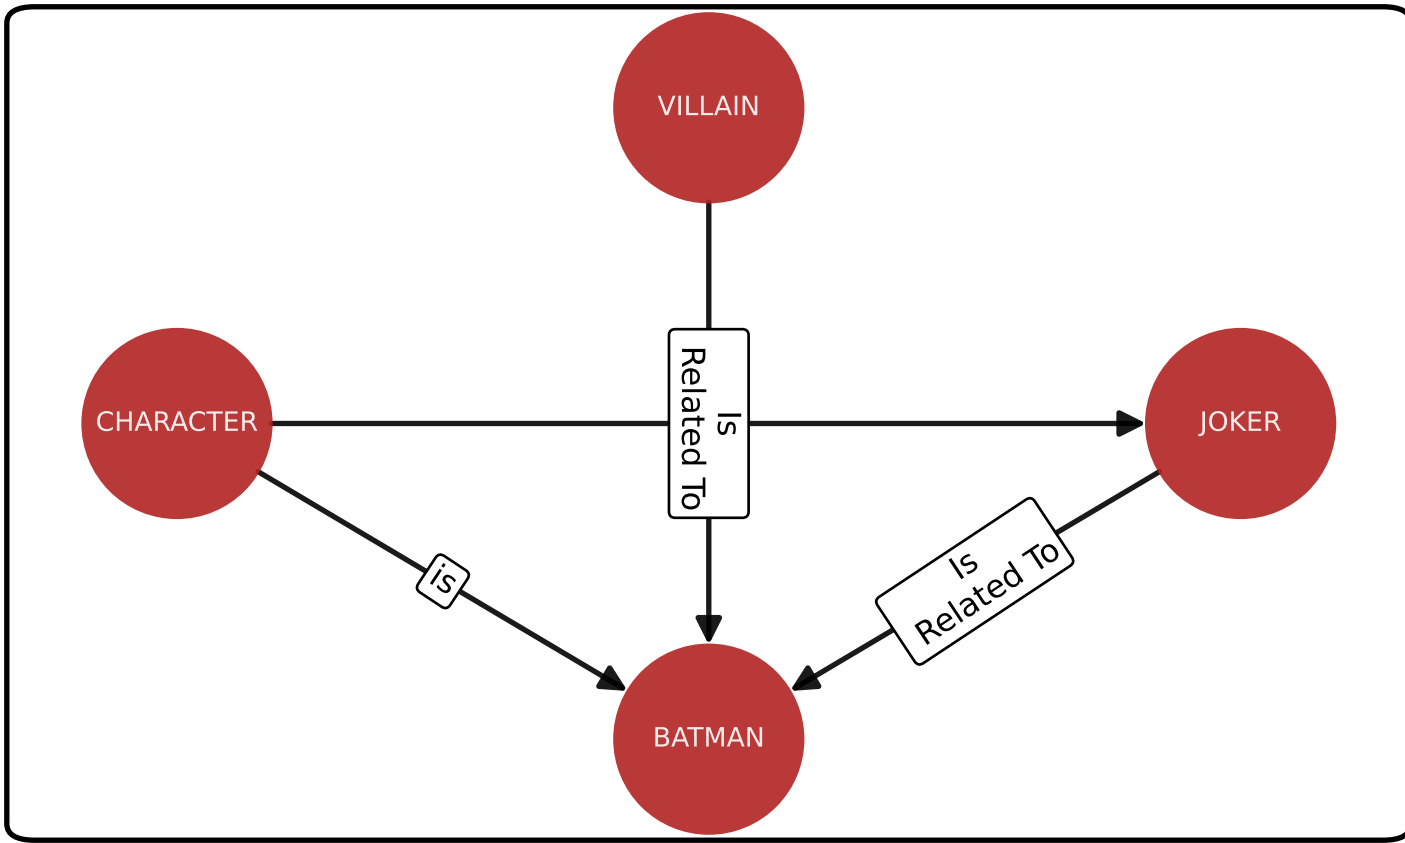 VILLAIN
Is
Related To
CHARACTER
JOKER
is
Is
Related To
BATMAN